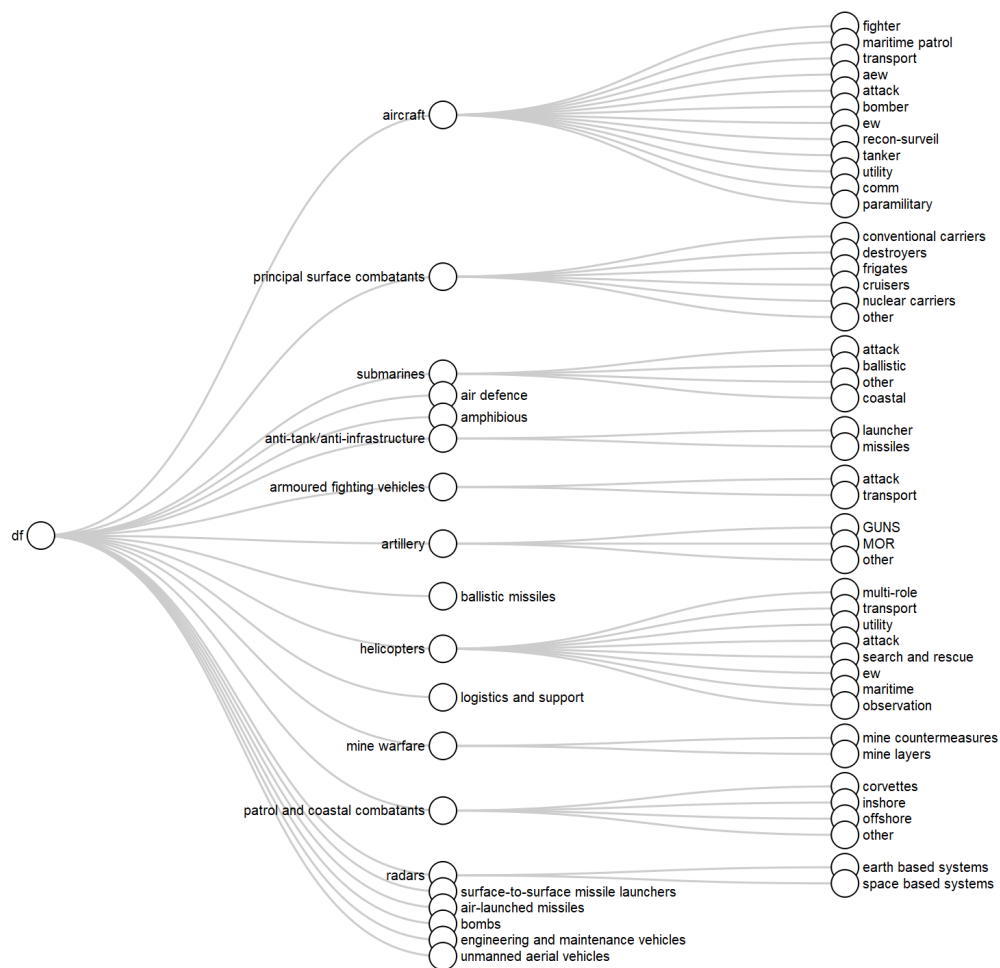 df
aircraft
fighter
maritime patrol
transport
aew
attack
bomber
ew
recon-surveil
tanker
utility
comm
paramilitary
principal surface combatants
conventional carriers
destroyers
frigates
cruisers
nuclear carriers
other
submarines
attack
ballistic
other
coastal
air defence
amphibious
anti-tank/anti-infrastructure
launcher
missiles
armoured fighting vehicles
attack
transport
artillery
GUNS
MOR
other
ballistic missiles
helicopters
multi-role
transport
utility
attack
search and rescue
ew
maritime
observation
logistics and support
mine warfare
mine countermeasures
mine layers
patrol and coastal combatants
corvettes
inshore
offshore
other
radars
earth based systems
space based systems
surface-to-surface missile launchers
air-launched missiles
bombs
engineering and maintenance vehicles
unmanned aerial vehicles